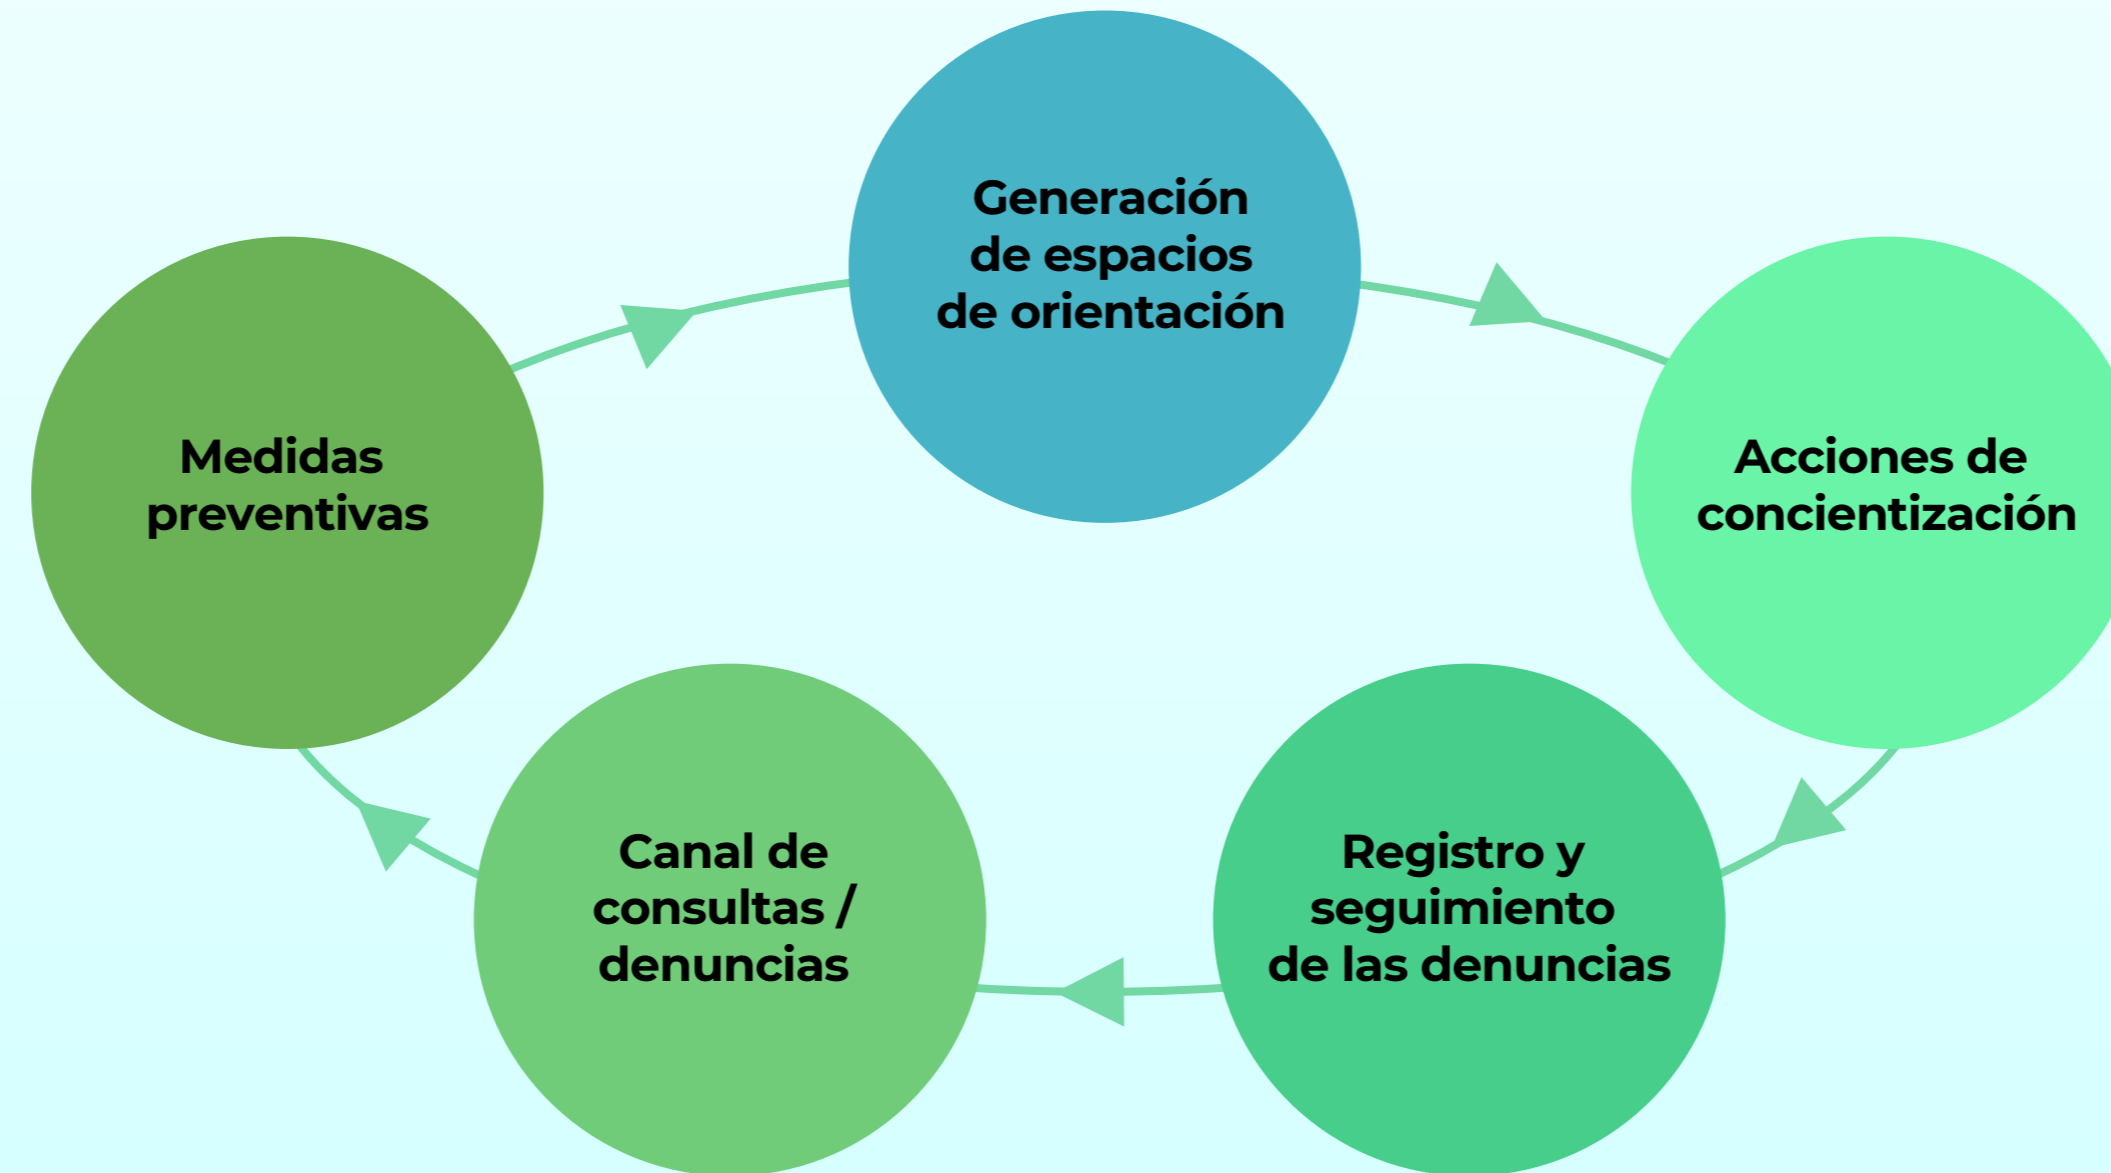 Generación
de espacios
de orientación
Medidas
preventivas
Acciones de
concientización
Canal de
consultas /
denuncias
Registro y
seguimiento
de las denuncias